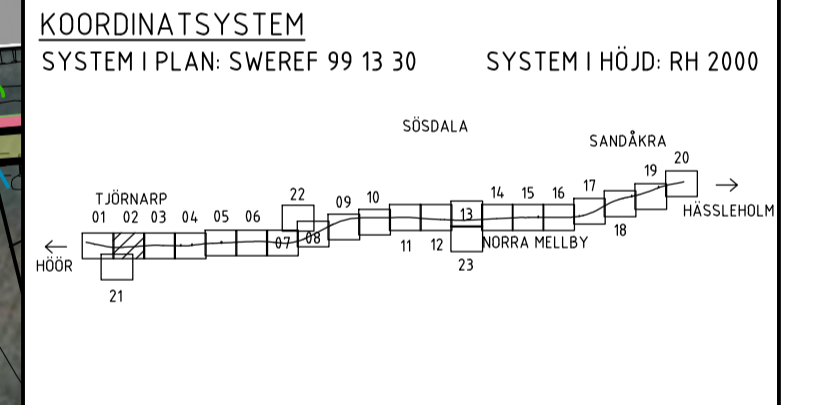 KOORDINATSYSTEM
SYSTEM I PLAN: SWEREF 99 13 30 SYSTEM I HÖJD: RH 2000
SÖSDALA
SANDÅKRA
TJÖRNARP
01 02 03 04 05 06 07 22 08 09 10 11 12 13 23 14 15 16 17 18 19 20
HÖÖR
21
NORRA MELLBY
HÄSSLEHOLM